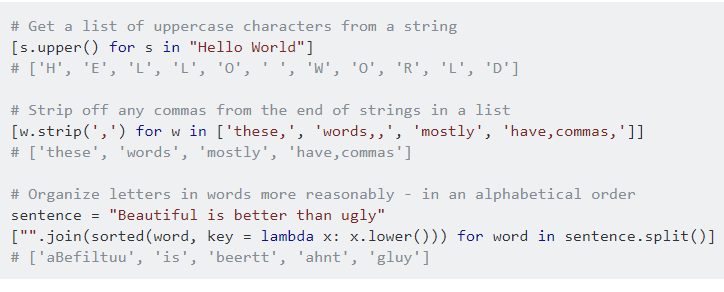 # Get a list of uppercase characters from a string
[s.upper() for s in "Hello World"]
# ['H', 'E', 'L', 'L', 'O', ' ', 'W', 'O', 'R', 'L', 'D']
# Strip off any commas from the end of strings in a list
[w.strip(',') for w in ['these,', 'words,,', 'mostly', 'have,commas,']]
# ['these', 'words', 'mostly', 'have,commas']
# Organize letters in words more reasonably - in an alphabetical order
sentence = "Beautiful is better than ugly"
["".join(sorted(word, key = lambda x: x.lower())) for word in sentence.split()]
# ['aBefiltuu', 'is', 'beertt', 'ahnt', 'gluy']